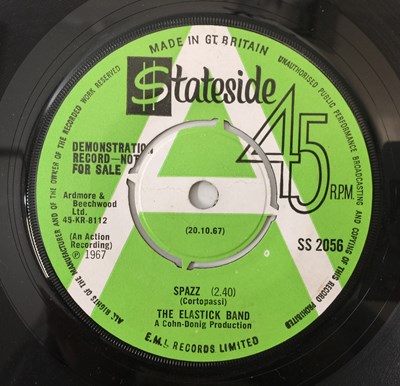 MADE IN GT. BRITAIN
ALL RIGHTS OF THE MANUFACTURER AND OF THE OWNER OF THE RECORDED WORK RESERVED
UNAUTHORISED PUBLIC PERFORMANCE BROADCASTING AND COPYING OF THIS RECORD PROHIBITED
$tateside
DEMONSTRATION
RECORD—NOT
FOR SALE
45
R.P.M.
Ardmore &
Beechwood
Ltd.
45-KR-8112
(An Action
Recording)
℗ 1967
(20.10.67)
SS 2056
SPAZZ (2.40)
(Cortopassi)
THE ELASTICK BAND
A Cohn-Donig Production
E.M.I. RECORDS LIMITED